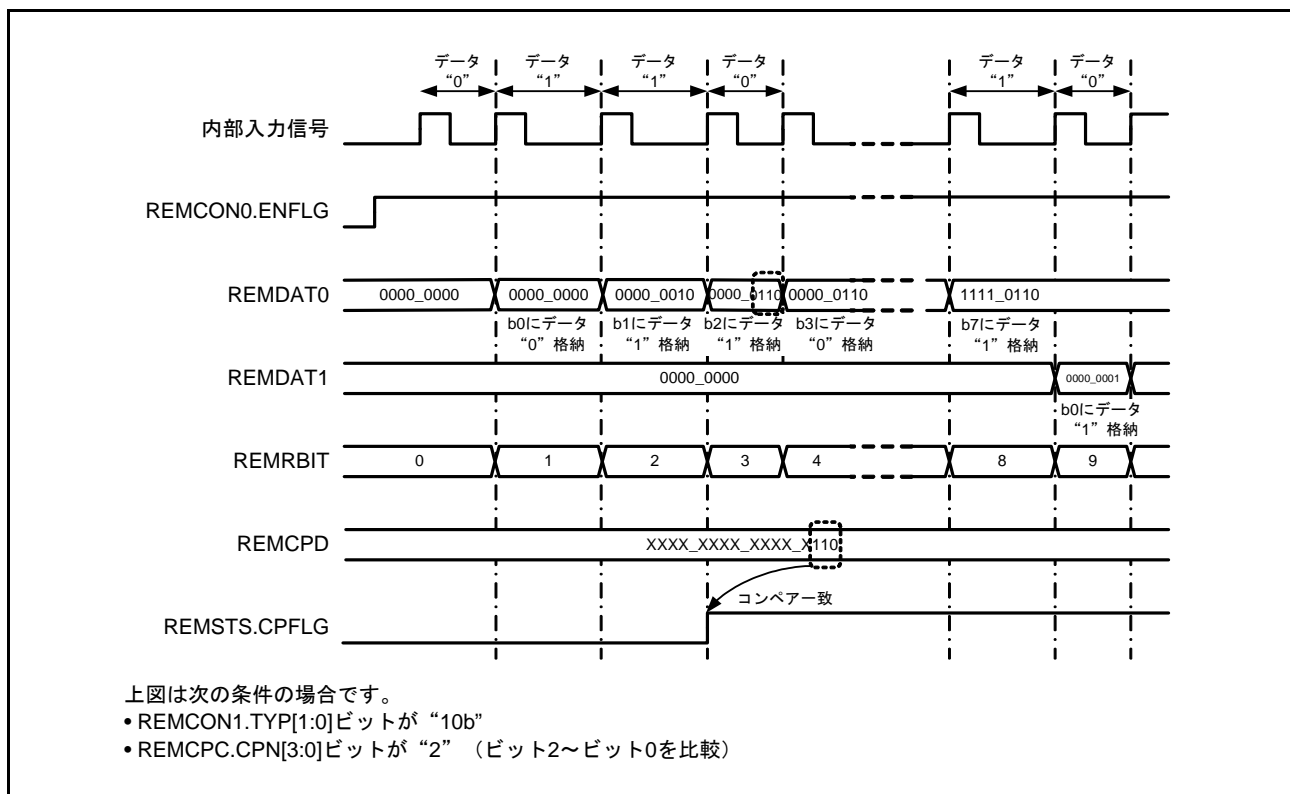 データ データ データ データ データ データ
“0” “1” “1” “0” “1” “0”
内部入力信号
REMCON0.ENFLG
REMDAT0 0000_0000 0000_0000 0000_0010 0000_0110 0000_0110 1111_0110
b0にデータ b1にデータ b2にデータ b3にデータ b7にデータ
“0” 格納 “1” 格納 “1” 格納 “0” 格納 “1” 格納
REMDAT1 0000_0000 0000_0001
b0にデータ
“1” 格納
REMRBIT 0 1 2 3 4 8 9
REMCPD XXXX_XXXX_XXXX_X110
コンペア一致
REMSTS.CPFLG
上図は次の条件の場合です。
• REMCON1.TYP[1:0]ビットが “10b”
• REMCPC.CPN[3:0]ビットが “2” （ビット2～ビット0を比較）